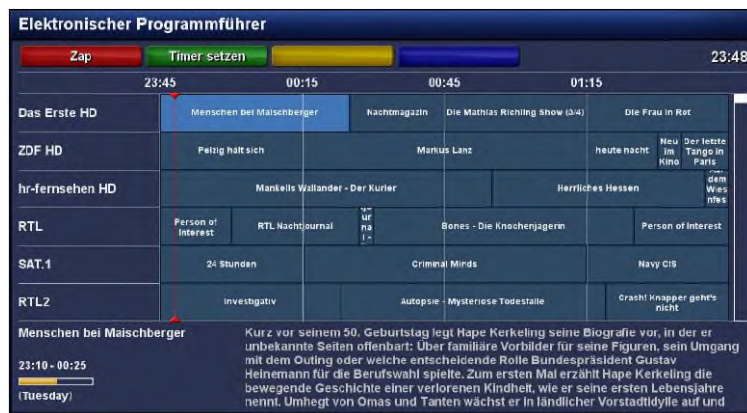 Elektronischer Programmführer
Zap Timer setzen 23:48
23:45 00:15 00:45 01:15
Das Erste HD Menschen bei Maischberger Nachtmagazin Die Mathias Richling Show (3/4) Die Frau in Rot
ZDF HD Pelzig hält sich Markus Lanz heute nacht Neu im Kino Der letzte Tango in Paris
hr-fernsehen HD Mankells Wallander - Der Kurier Herrliches Hessen dem Wies nfes
RTL Person of Interest RTL Nachtjournal ur na l - Bones - Die Knochenjägerin Person of Interest
SAT.1 24 Stunden Criminal Minds Navy CIS
RTL2 Investigativ Autopsie - Mysteriöse Todesfälle Crash! Knapper geht's nicht
Menschen bei Maischberger
23:10 - 00:25
(Tuesday)
Kurz vor seinem 50. Geburtstag legt Hape Kerkeling seine Biografie vor, in der er
unbekannte Seiten offenbart: Über familiäre Vorbilder für seine Figuren, sein Umgang
mit dem Outing oder welche entscheidende Rolle Bundespräsident Gustav
Heinemann für die Berufswahl spielte. Zum ersten Mal erzählt Hape Kerkeling die
bewegende Geschichte einer verlorenen Kindheit, wie er seine ersten Lebensjahre
nennt. Umhegt von Omas und Tanten wächst er in ländlicher Vorstadtidylle auf und